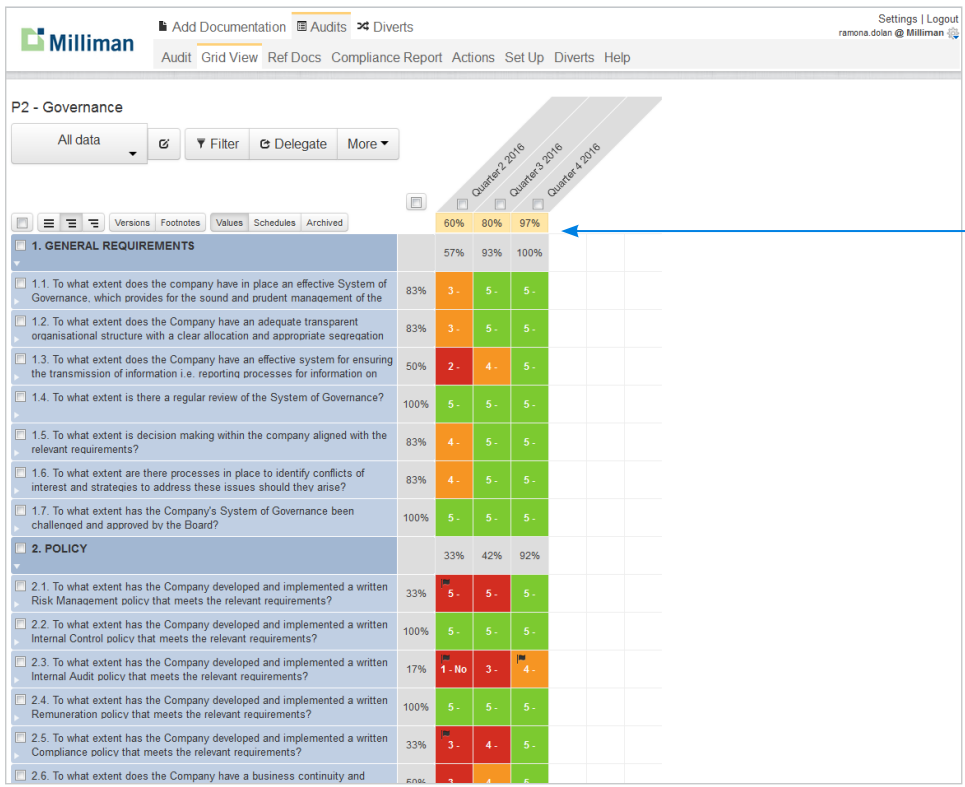 Milliman
Add Documentation Audits Diverts
Settings | Logout
ramona.dolan @ Milliman
Audit Grid View Ref Docs Compliance Report Actions Set Up Diverts Help
P2 - Governance
All data Filter Delegate More
Quarter 2 2016
Quarter 3 2016
Quarter 4 2016
Versions Footnotes Values Schedules Archived 60% 80% 97%
1. GENERAL REQUIREMENTS 57% 93% 100%
1.1. To what extent does the company have in place an effective System of
Governance, which provides for the sound and prudent management of the
83% 3 - 5 - 5 -
1.2. To what extent does the Company have an adequate transparent
organisational structure with a clear allocation and appropriate segregation
83% 3 - 5 - 5 -
1.3. To what extent does the Company have an effective system for ensuring
the transmission of information i.e. reporting processes for information on
50% 2 - 4 - 5 -
1.4. To what extent is there a regular review of the System of Governance?
100% 5 - 5 - 5 -
1.5. To what extent is decision making within the company aligned with the
relevant requirements?
83% 4 - 5 - 5 -
1.6. To what extent are there processes in place to identify conflicts of
interest and strategies to address these issues should they arise?
83% 4 - 5 - 5 -
1.7. To what extent has the Company's System of Governance been
challenged and approved by the Board?
100% 5 - 5 - 5 -
2. POLICY 33% 42% 92%
2.1. To what extent has the Company developed and implemented a written
Risk Management policy that meets the relevant requirements?
33% 5 - 5 - 5 -
2.2. To what extent has the Company developed and implemented a written
Internal Control policy that meets the relevant requirements?
100% 5 - 5 - 5 -
2.3. To what extent has the Company developed and implemented a written
Internal Audit policy that meets the relevant requirements?
17% 1 - No 3 - 4 -
2.4. To what extent has the Company developed and implemented a written
Remuneration policy that meets the relevant requirements?
100% 5 - 5 - 5 -
2.5. To what extent has the Company developed and implemented a written
Compliance policy that meets the relevant requirements?
33% 3 - 4 - 5 -
2.6. To what extent does the Company have a business continuity and
50% 3 4 5